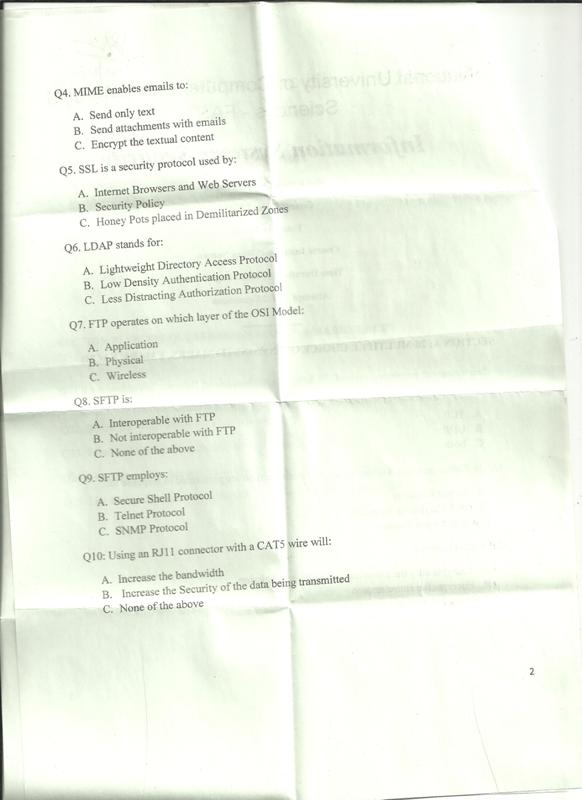 Q4. MIME enables emails to:
A. Send only text
B. Send attachments with emails
C. Encrypt the textual content
Q5. SSL is a security protocol used by:
A. Internet Browsers and Web Servers
B. Security Policy
C. Honey Pots placed in Demilitarized Zones
Q6. LDAP stands for:
A. Lightweight Directory Access Protocol
B. Low Density Authentication Protocol
C. Less Distracting Authorization Protocol
Q7. FTP operates on which layer of the OSI Model:
A. Application
B. Physical
C. Wireless
Q8. SFTP is:
A. Interoperable with FTP
B. Not interoperable with FTP
C. None of the above
Q9. SFTP employs:
A. Secure Shell Protocol
B. Telnet Protocol
C. SNMP Protocol
Q10: Using an RJ11 connector with a CAT5 wire will:
A. Increase the bandwidth
B. Increase the Security of the data being transmitted
C. None of the above
2